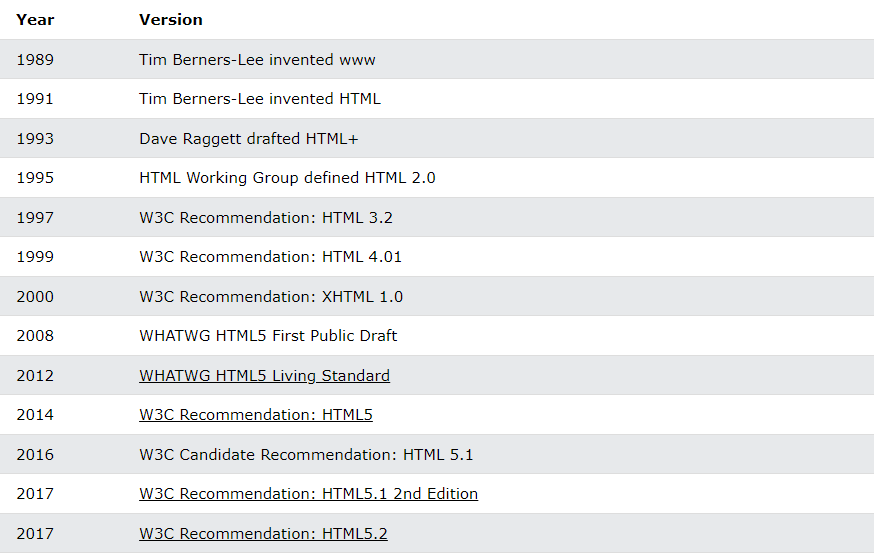 Year Version
1989 Tim Berners-Lee invented www
1991 Tim Berners-Lee invented HTML
1993 Dave Raggett drafted HTML+
1995 HTML Working Group defined HTML 2.0
1997 W3C Recommendation: HTML 3.2
1999 W3C Recommendation: HTML 4.01
2000 W3C Recommendation: XHTML 1.0
2008 WHATWG HTML5 First Public Draft
2012 WHATWG HTML5 Living Standard
2014 W3C Recommendation: HTML5
2016 W3C Candidate Recommendation: HTML 5.1
2017 W3C Recommendation: HTML5.1 2nd Edition
2017 W3C Recommendation: HTML5.2